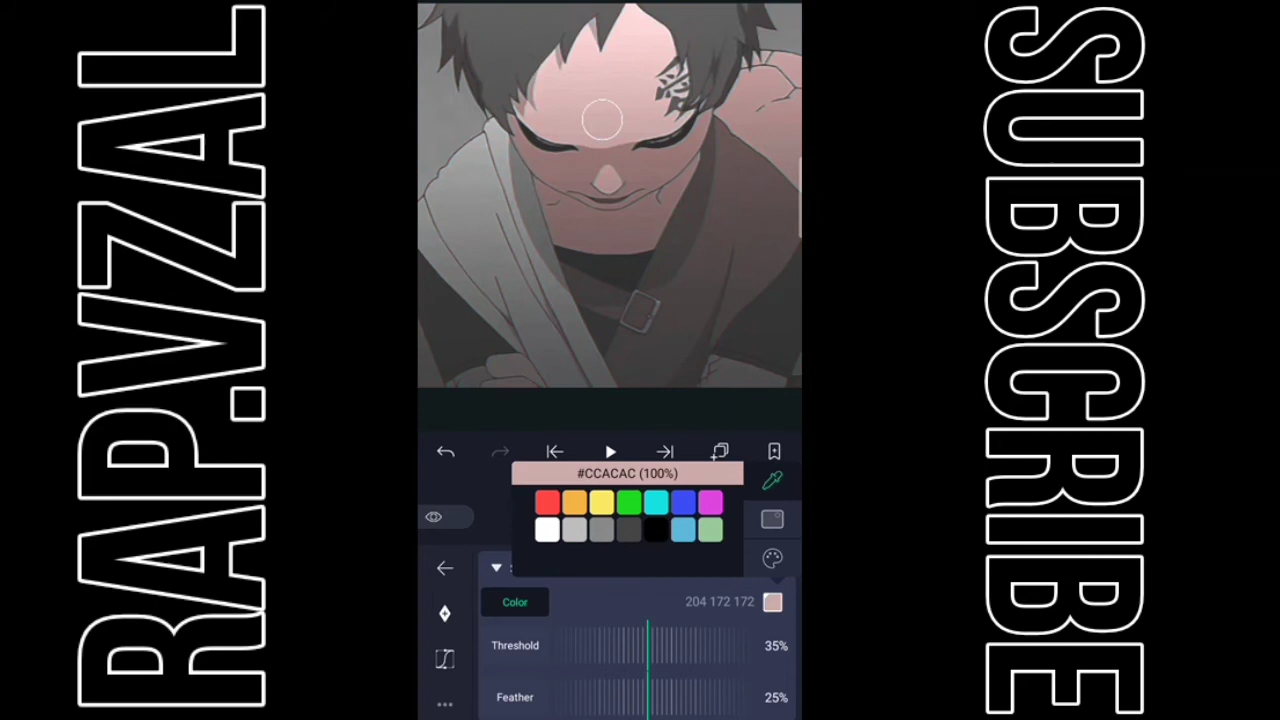 RAP.VZAL
SUBSCRIBE
#CCACAC (100%)
Color
204 172 172
Threshold
35%
Feather
25%